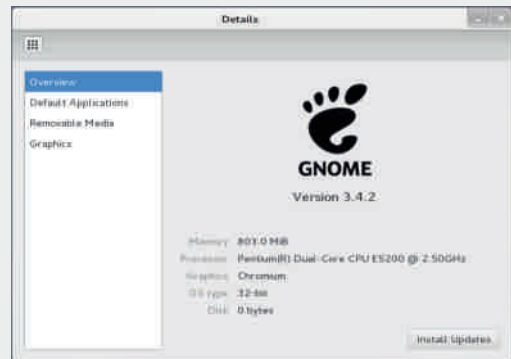 Details
Overview
Default Applications
Removable Media
Graphics
GNOME
Version 3.4.2
Memory 803.0 MiB
Processor Pentium(R) Dual-Core CPU E5200 @ 2.50GHz
Graphics Chromium
OS type 32-bit
Disk 0 bytes
Install Updates